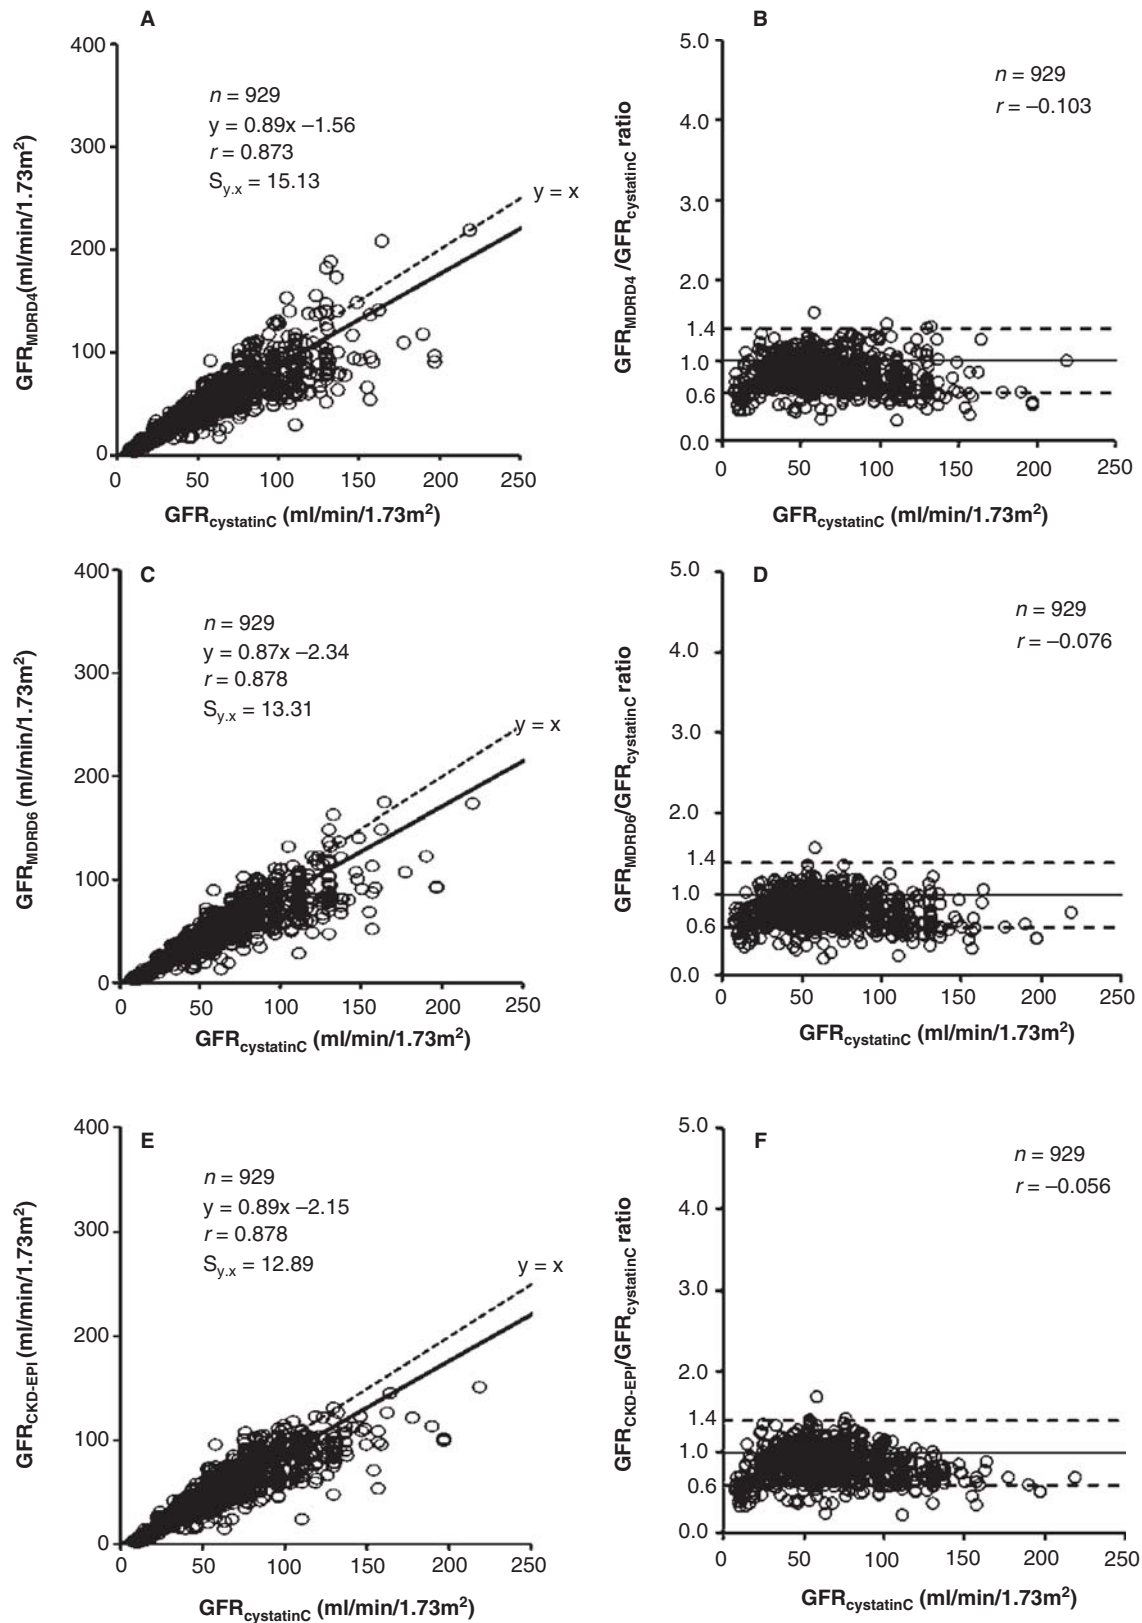 A
400
300
200
100
0
n = 929
y = 0.89x –1.56
r = 0.873
Sy.x = 15.13
y = x
GFRMDRD4(ml/min/1.73m²)
0 50 100 150 200 250
GFRcystatinC (ml/min/1.73m²)
B
5.0
4.0
3.0
2.0
1.4
1.0
0.6
0.0
n = 929
r = –0.103
GFRMDRD4 /GFRcystatinC ratio
0 50 100 150 200 250
GFRcystatinC (ml/min/1.73m²)
C
400
300
200
100
0
n = 929
y = 0.87x –2.34
r = 0.878
Sy.x = 13.31
y = x
GFRMDRD6 (ml/min/1.73m²)
0 50 100 150 200 250
GFRcystatinC (ml/min/1.73m²)
D
5.0
4.0
3.0
2.0
1.4
1.0
0.6
0.0
n = 929
r = –0.076
GFRMDRD6/GFRcystatinC ratio
0 50 100 150 200 250
GFRcystatinC (ml/min/1.73m²)
E
400
300
200
100
0
n = 929
y = 0.89x –2.15
r = 0.878
Sy.x = 12.89
y = x
GFRCKD-EPI (ml/min/1.73m²)
0 50 100 150 200 250
GFRcystatinC (ml/min/1.73m²)
F
5.0
4.0
3.0
2.0
1.4
1.0
0.6
0.0
n = 929
r = –0.056
GFRCKD-EPI/GFRcystatinC ratio
0 50 100 150 200 250
GFRcystatinC (ml/min/1.73m²)